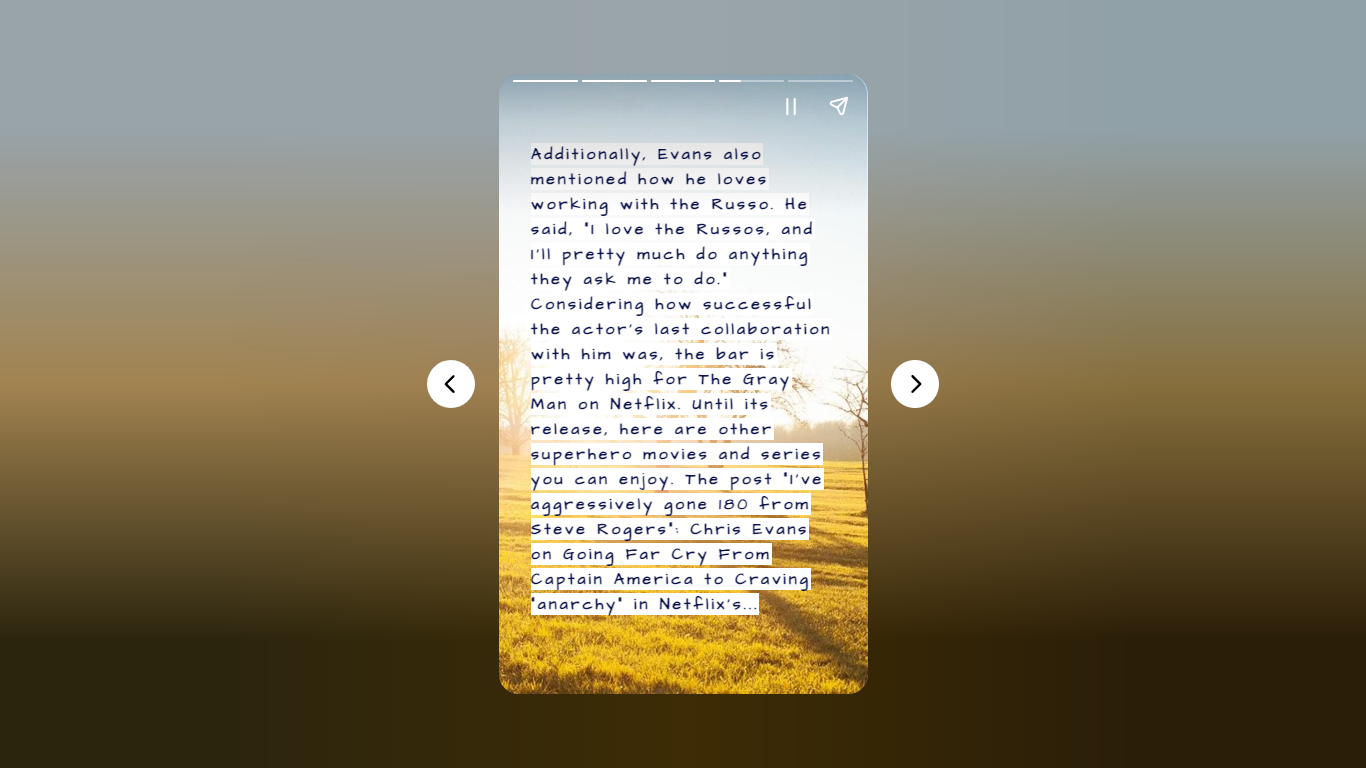 Additionally, Evans also
mentioned how he loves
working with the Russo. He
said, "I love the Russos, and
I'll pretty much do anything
they ask me to do."
Considering how successful
the actor's last collaboration
with him was, the bar is
pretty high for The Gray
Man on Netflix. Until its
release, here are other
superhero movies and series
you can enjoy. The post "I've
aggressively gone 180 from
Steve Rogers": Chris Evans
on Going Far Cry From
Captain America to Craving
"anarchy" in Netflix's...